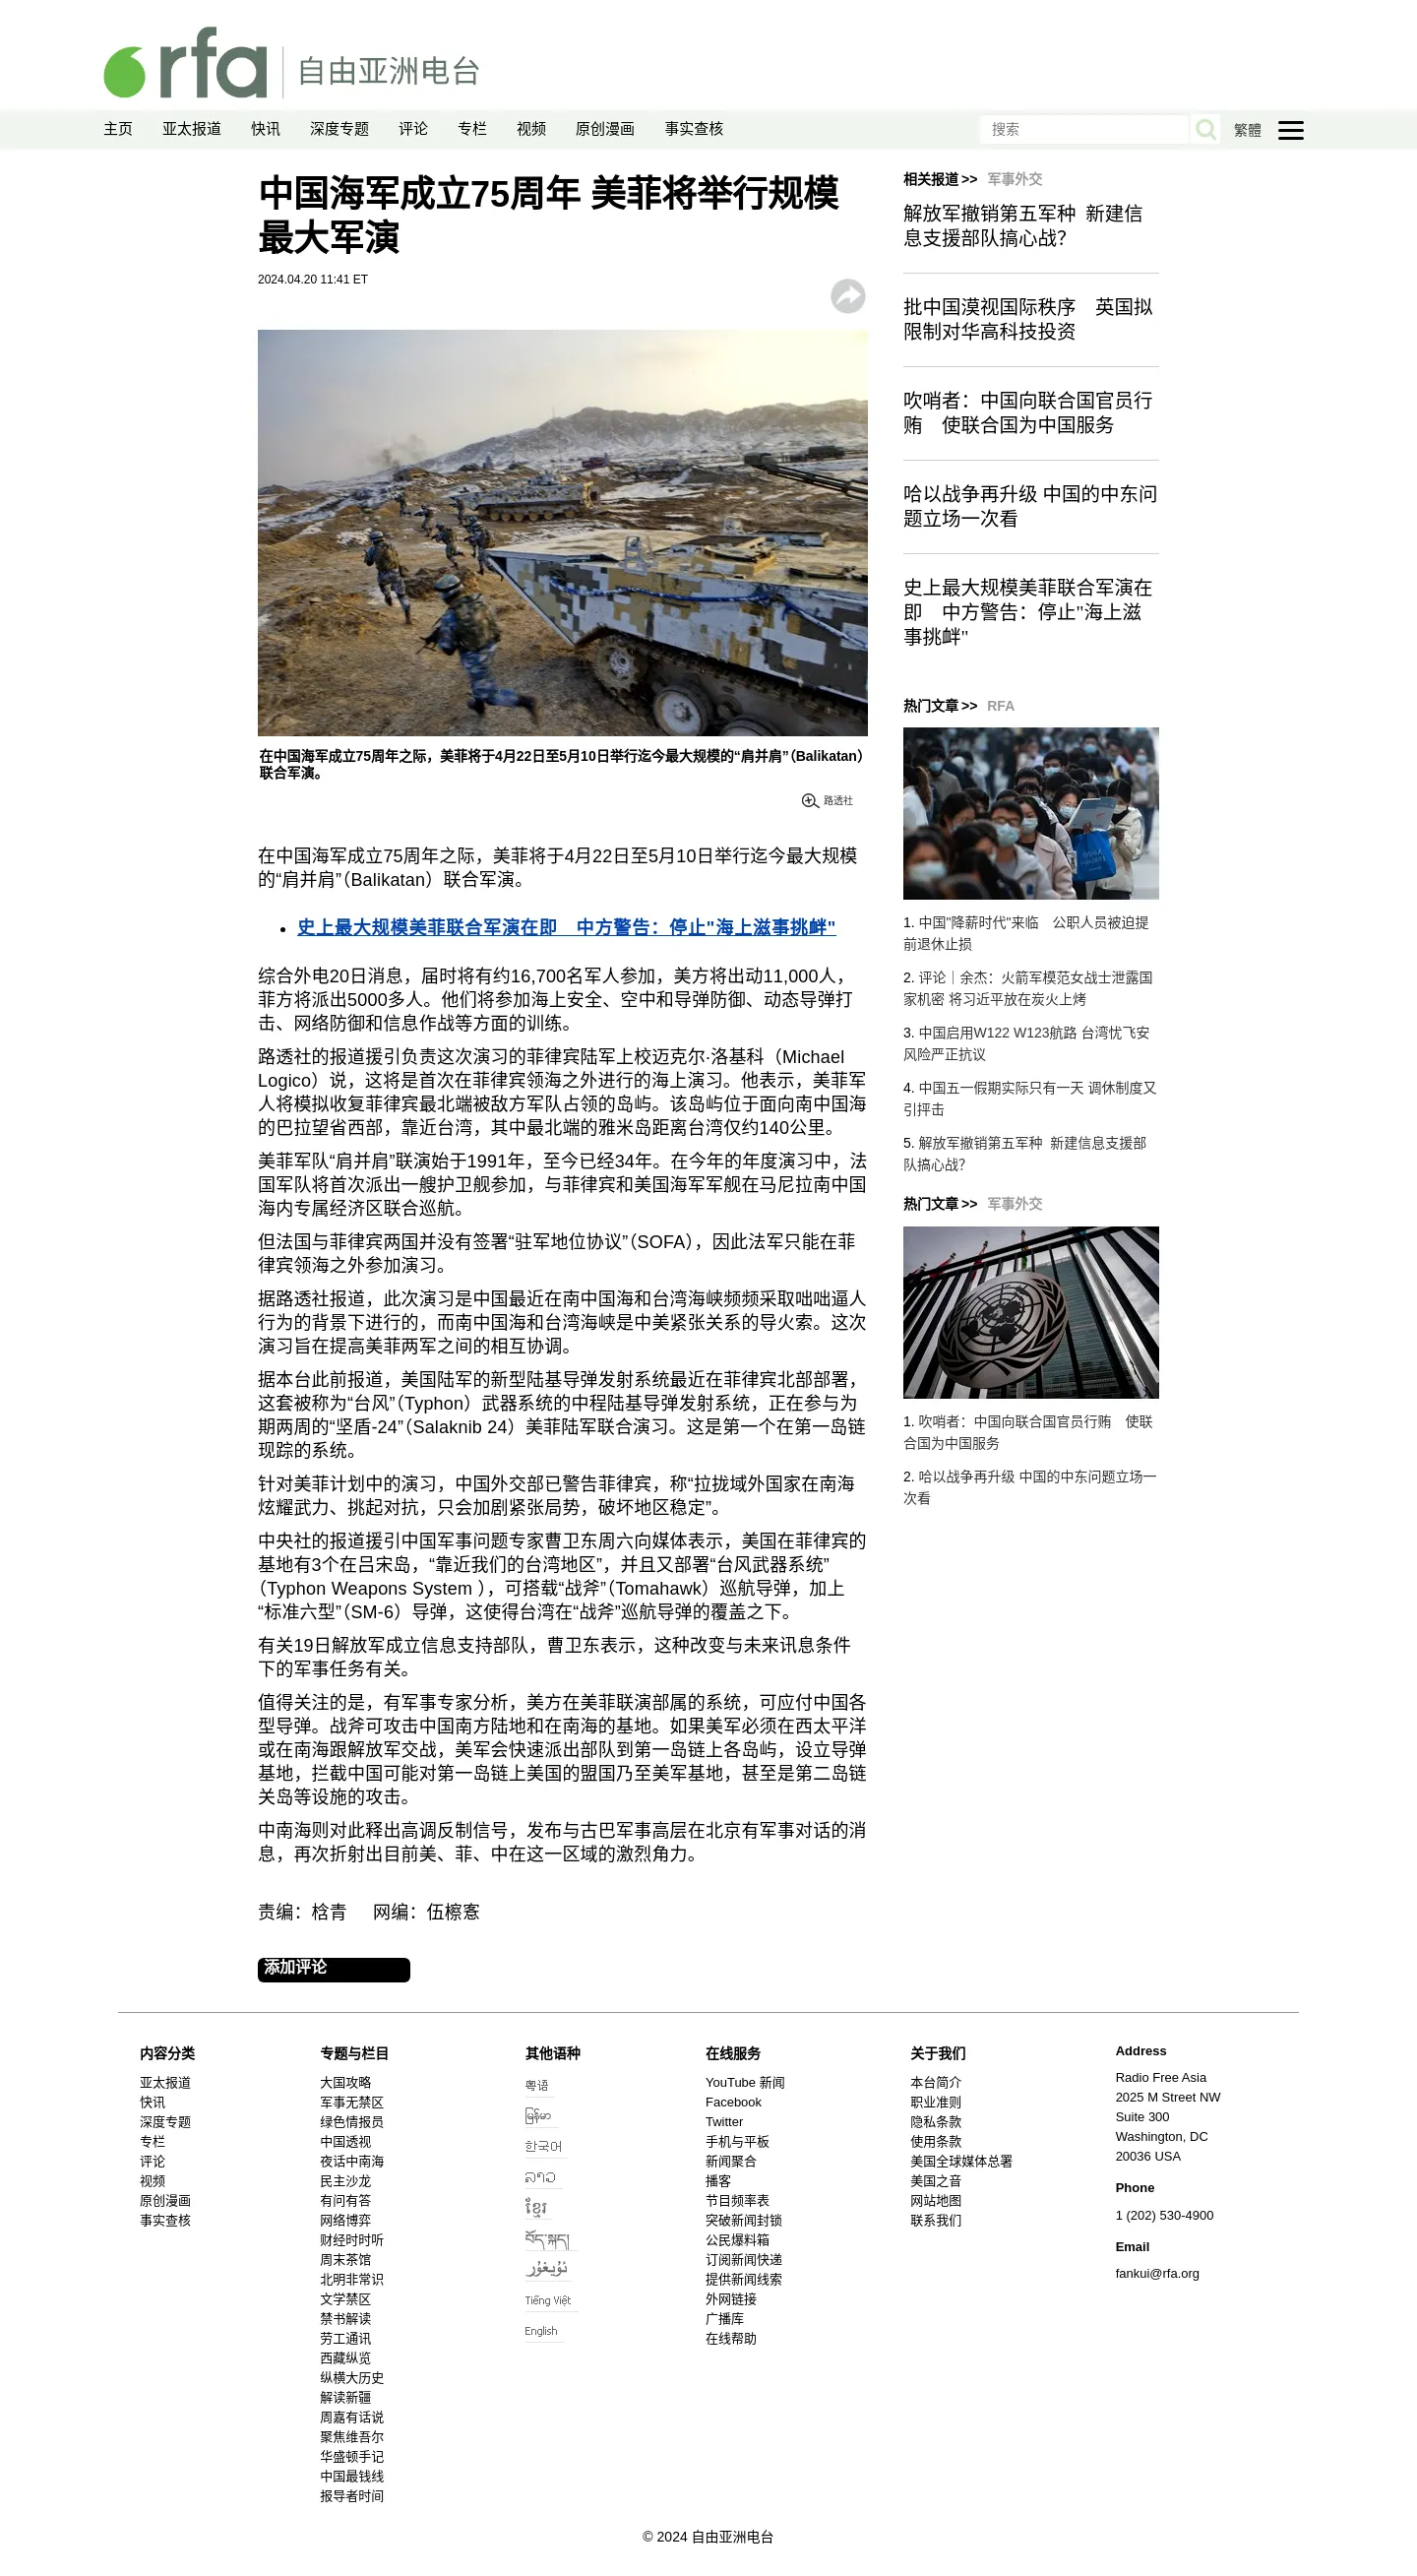 rfa 自由亚洲电台
主页 亚太报道 快讯 深度专题 评论 专栏 视频 原创漫画 事实查核 搜索 繁體
中国海军成立75周年 美菲将举行规模
最大军演
2024.04.20 11:41 ET
在中国海军成立75周年之际，美菲将于4月22日至5月10日举行迄今最大规模的“肩并肩”（Balikatan）
联合军演。
路透社
在中国海军成立75周年之际，美菲将于4月22日至5月10日举行迄今最大规模
的“肩并肩”（Balikatan）联合军演。
史上最大规模美菲联合军演在即　中方警告：停止"海上滋事挑衅"
综合外电20日消息，届时将有约16,700名军人参加，美方将出动11,000人，
菲方将派出5000多人。他们将参加海上安全、空中和导弹防御、动态导弹打
击、网络防御和信息作战等方面的训练。
路透社的报道援引负责这次演习的菲律宾陆军上校迈克尔·洛基科（Michael
Logico）说，这将是首次在菲律宾领海之外进行的海上演习。他表示，美菲军
人将模拟收复菲律宾最北端被敌方军队占领的岛屿。该岛屿位于面向南中国海
的巴拉望省西部，靠近台湾，其中最北端的雅米岛距离台湾仅约140公里。
美菲军队“肩并肩”联演始于1991年，至今已经34年。在今年的年度演习中，法
国军队将首次派出一艘护卫舰参加，与菲律宾和美国海军军舰在马尼拉南中国
海内专属经济区联合巡航。
但法国与菲律宾两国并没有签署“驻军地位协议”（SOFA），因此法军只能在菲
律宾领海之外参加演习。
据路透社报道，此次演习是中国最近在南中国海和台湾海峡频频采取咄咄逼人
行为的背景下进行的，而南中国海和台湾海峡是中美紧张关系的导火索。这次
演习旨在提高美菲两军之间的相互协调。
据本台此前报道，美国陆军的新型陆基导弹发射系统最近在菲律宾北部部署，
这套被称为“台风”（Typhon）武器系统的中程陆基导弹发射系统，正在参与为
期两周的“坚盾-24”（Salaknib 24）美菲陆军联合演习。这是第一个在第一岛链
现踪的系统。
针对美菲计划中的演习，中国外交部已警告菲律宾，称“拉拢域外国家在南海
炫耀武力、挑起对抗，只会加剧紧张局势，破坏地区稳定”。
中央社的报道援引中国军事问题专家曹卫东周六向媒体表示，美国在菲律宾的
基地有3个在吕宋岛，“靠近我们的台湾地区”，并且又部署“台风武器系统”
（Typhon Weapons System ），可搭载“战斧”（Tomahawk）巡航导弹，加上
“标准六型”（SM-6）导弹，这使得台湾在“战斧”巡航导弹的覆盖之下。
有关19日解放军成立信息支持部队，曹卫东表示，这种改变与未来讯息条件
下的军事任务有关。
值得关注的是，有军事专家分析，美方在美菲联演部属的系统，可应付中国各
型导弹。战斧可攻击中国南方陆地和在南海的基地。如果美军必须在西太平洋
或在南海跟解放军交战，美军会快速派出部队到第一岛链上各岛屿，设立导弹
基地，拦截中国可能对第一岛链上美国的盟国乃至美军基地，甚至是第二岛链
关岛等设施的攻击。
中南海则对此释出高调反制信号，发布与古巴军事高层在北京有军事对话的消
息，再次折射出目前美、菲、中在这一区域的激烈角力。
责编：梒青 网编：伍檫愙
添加评论
相关报道 >> 军事外交
解放军撤销第五军种 新建信
息支援部队搞心战？
批中国漠视国际秩序　英国拟
限制对华高科技投资
吹哨者：中国向联合国官员行
贿　使联合国为中国服务
哈以战争再升级 中国的中东问
题立场一次看
史上最大规模美菲联合军演在
即　中方警告：停止"海上滋
事挑衅"
热门文章 >> RFA
1. 中国"降薪时代"来临　公职人员被迫提
前退休止损
2. 评论｜余杰：火箭军模范女战士泄露国
家机密 将习近平放在炭火上烤
3. 中国启用W122 W123航路 台湾忧飞安
风险严正抗议
4. 中国五一假期实际只有一天 调休制度又
引抨击
5. 解放军撤销第五军种 新建信息支援部
队搞心战？
热门文章 >> 军事外交
1. 吹哨者：中国向联合国官员行贿　使联
合国为中国服务
2. 哈以战争再升级 中国的中东问题立场一
次看
内容分类
亚太报道
快讯
深度专题
专栏
评论
视频
原创漫画
事实查核
专题与栏目
大国攻略
军事无禁区
绿色情报员
中国透视
夜话中南海
民主沙龙
有问有答
网络博弈
财经时时听
周末茶馆
北明非常识
文学禁区
禁书解读
劳工通讯
西藏纵览
纵横大历史
解读新疆
周嘉有话说
聚焦维吾尔
华盛顿手记
中国最钱线
报导者时间
其他语种
粤语
မြန်မာ
한국어
ລາວ
ខ្មែរ
བོད་སྐད།
ئۇيغۇر
Tiếng Việt
English
在线服务
YouTube 新闻
Facebook
Twitter
手机与平板
新闻聚合
播客
节目频率表
突破新闻封锁
公民爆料箱
订阅新闻快递
提供新闻线索
外网链接
广播库
在线帮助
关于我们
本台简介
职业准则
隐私条款
使用条款
美国全球媒体总署
美国之音
网站地图
联系我们
Address
Radio Free Asia
2025 M Street NW
Suite 300
Washington, DC
20036 USA
Phone
1 (202) 530-4900
Email
fankui@rfa.org
© 2024 自由亚洲电台